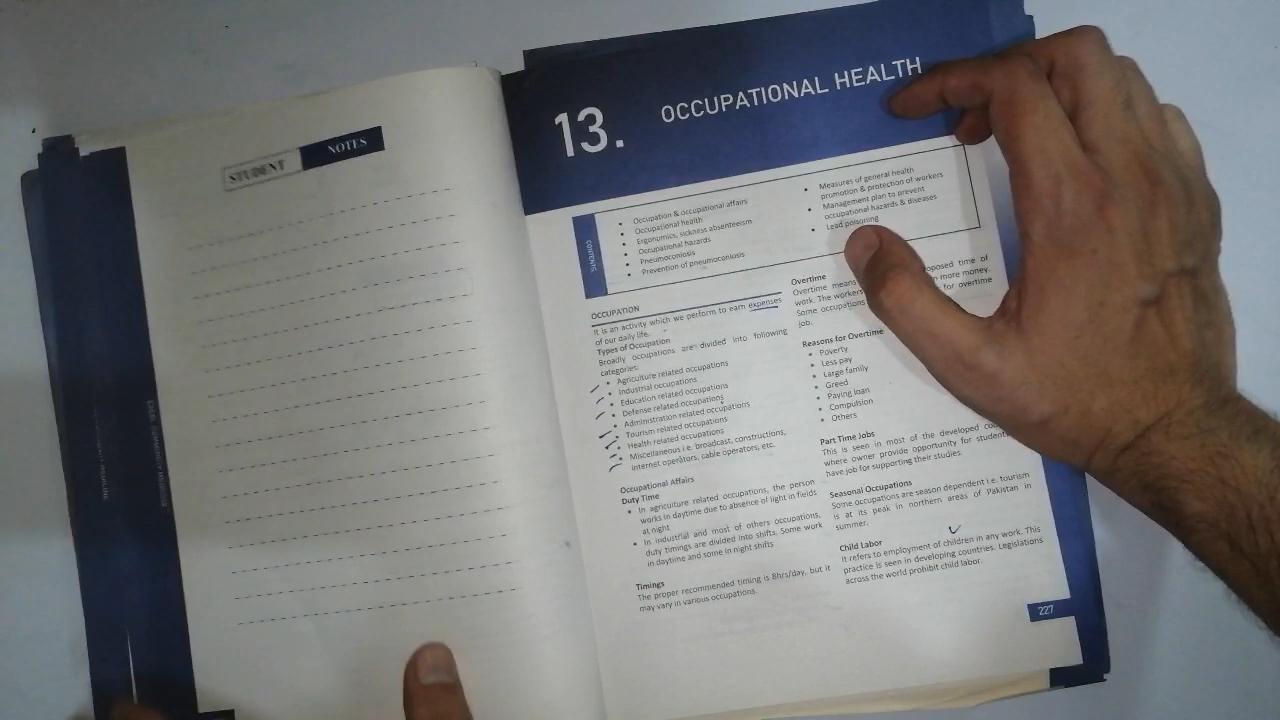 STUDENT NOTES
13. OCCUPATIONAL HEALTH
CONTENTS
• Occupation & occupational affairs
• Occupational health
• Ergonomics, sickness absenteeism
• Occupational hazards
• Pneumoconiosis
• Prevention of pneumoconiosis
• Measures of general health
promotion & protection of workers
• Management plan to prevent
occupational hazards & diseases
• Lead poisoning
OCCUPATION
It is an activity which we perform to earn expenses
of our daily life.
Types of Occupation
Broadly occupations are divided into following
categories:
• Agriculture related occupations
• Industrial occupations
• Education related occupations
• Defense related occupations
• Administration related occupations
• Tourism related occupations
• Health related occupations
• Miscellaneous i.e. broadcast, constructions,
internet operators, cable operators, etc.
Occupational Affairs
Duty Time
• In agriculture related occupations, the person
works in daytime due to absence of light in fields
at night
• In industrial and most of others occupations,
duty timings are divided into shifts. Some work
in daytime and some in night shifts
Timings
The proper recommended timing is 8hrs/day, but it
may vary in various occupations.
Overtime
Overtime means oposed time of
work. The workers more money.
Some occupations for overtime
job.
Reasons for Overtime
• Poverty
• Less pay
• Large family
• Greed
• Paying loan
• Compulsion
• Others
Part Time Jobs
This is seen in most of the developed
where owner provide opportunity for
have job for supporting their studies.
Seasonal Occupations
Some occupations are season dependent i.e. tourism
is at its peak in northern areas of Pakistan in
summer.
Child Labor
It refers to employment of children in any work. This
practice is seen in developing countries. Legislations
across the world prohibit child labor.
227